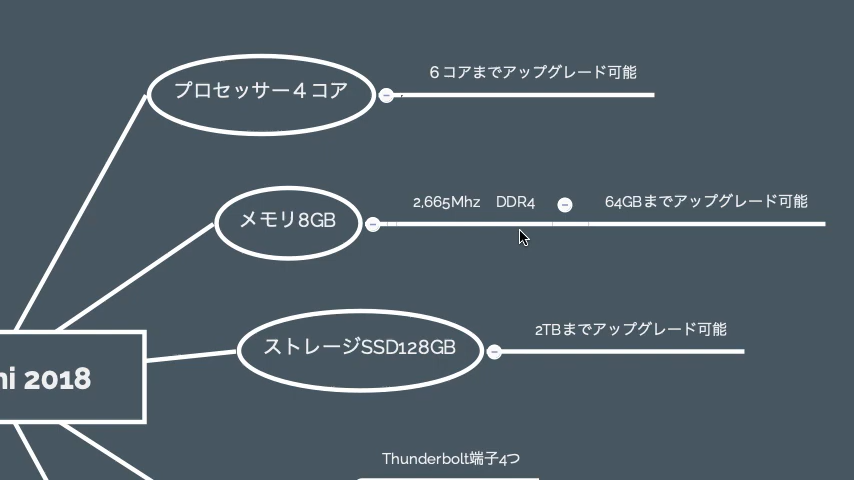 プロセッサー４コア
６コアまでアップグレード可能
メモリ8GB
2,665Mhz　DDR4
64GBまでアップグレード可能
ストレージSSD128GB
2TBまでアップグレード可能
2018
Thunderbolt端子4つ